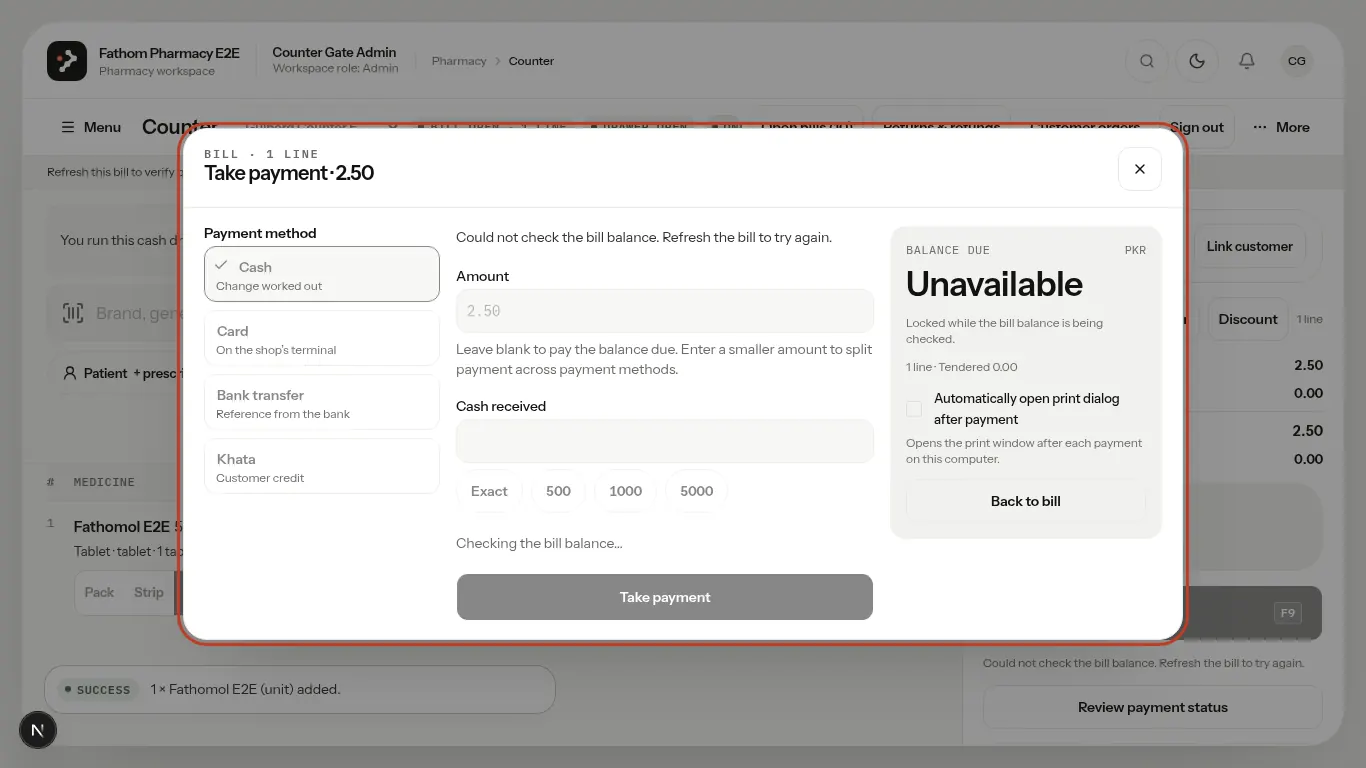 Fathom Pharmacy E2E
Pharmacy workspace
Counter Gate Admin
Workspace role: Admin
Pharmacy > Counter
CG
Menu
Counter
Sign out
More
Refresh this bill to verify
BILL · 1 LINE
Take payment · 2.50
Payment method
Cash
Change worked out
Card
On the shop's terminal
Bank transfer
Reference from the bank
Khata
Customer credit
Could not check the bill balance. Refresh the bill to try again.
Amount
2.50
Leave blank to pay the balance due. Enter a smaller amount to split
payment across payment methods.
Cash received
Exact
500
1000
5000
Checking the bill balance...
Take payment
BALANCE DUE
PKR
Unavailable
Locked while the bill balance is being
checked.
1 line · Tendered 0.00
Automatically open print dialog
after payment
Opens the print window after each payment
on this computer.
Back to bill
You run this cash
Brand,
Patient
# MEDICINE
1
Fathomol E2E
Tablet · tablet · 1
Pack
Strip
SUCCESS
1 × Fathomol E2E (unit) added.
N
Link customer
Discount
1 line
2.50
0.00
2.50
0.00
F9
Could not check the bill balance. Refresh the bill to try again.
Review payment status